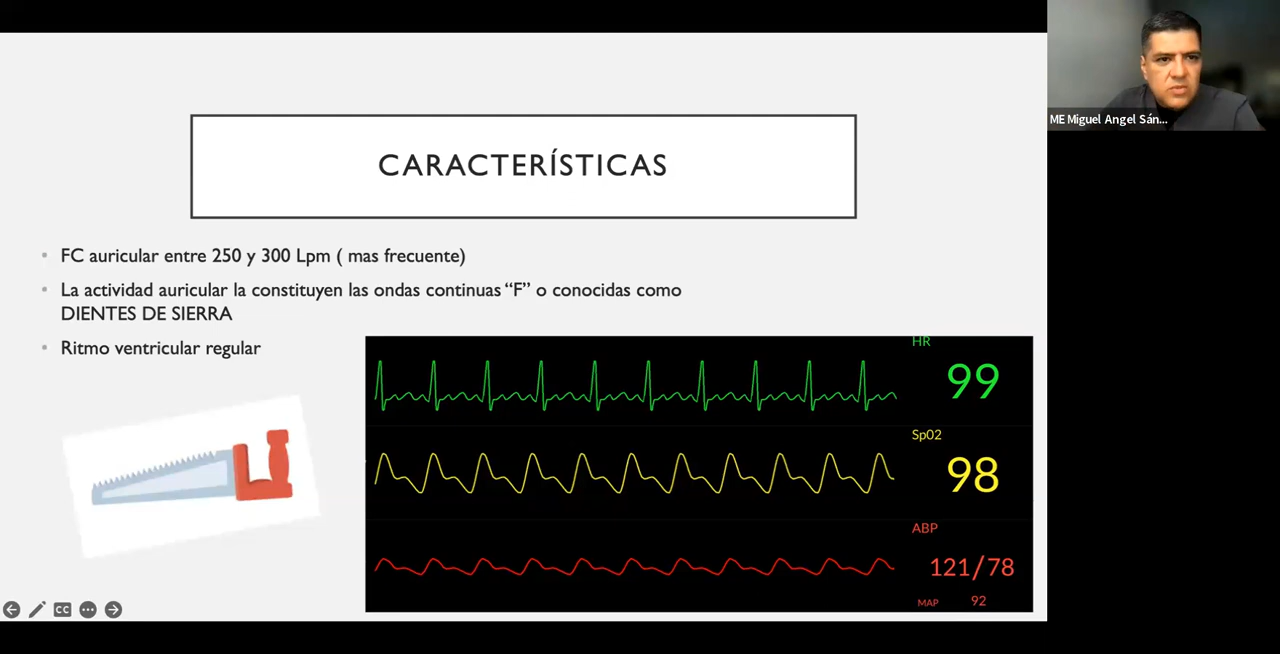 ME Miguel Angel Sán...
CARACTERÍSTICAS
FC auricular entre 250 y 300 Lpm ( mas frecuente)
La actividad auricular la constituyen las ondas continuas “F” o conocidas como
DIENTES DE SIERRA
Ritmo ventricular regular
HR
99
Sp02
98
ABP
121/78
MAP 92
CC